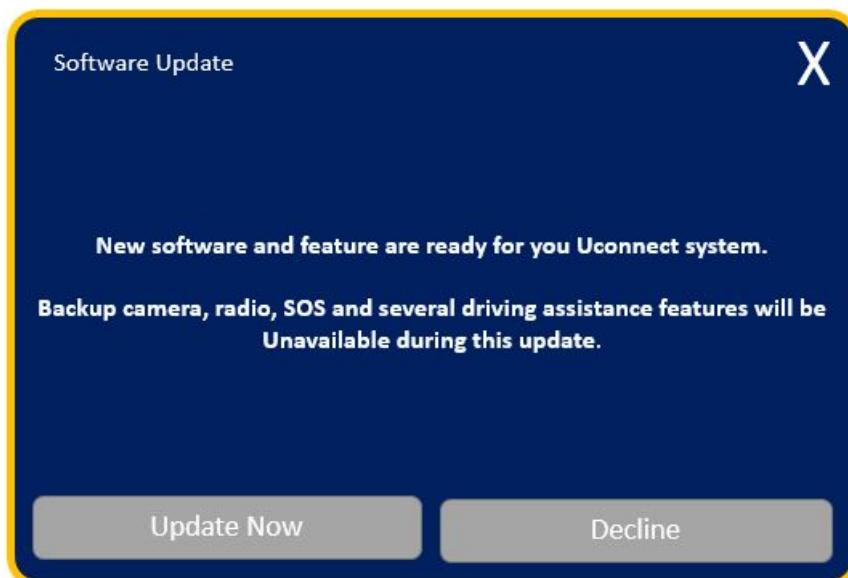 Software Update
X
New software and feature are ready for you Uconnect system.
Backup camera, radio, SOS and several driving assistance features will be
Unavailable during this update.
Update Now
Decline